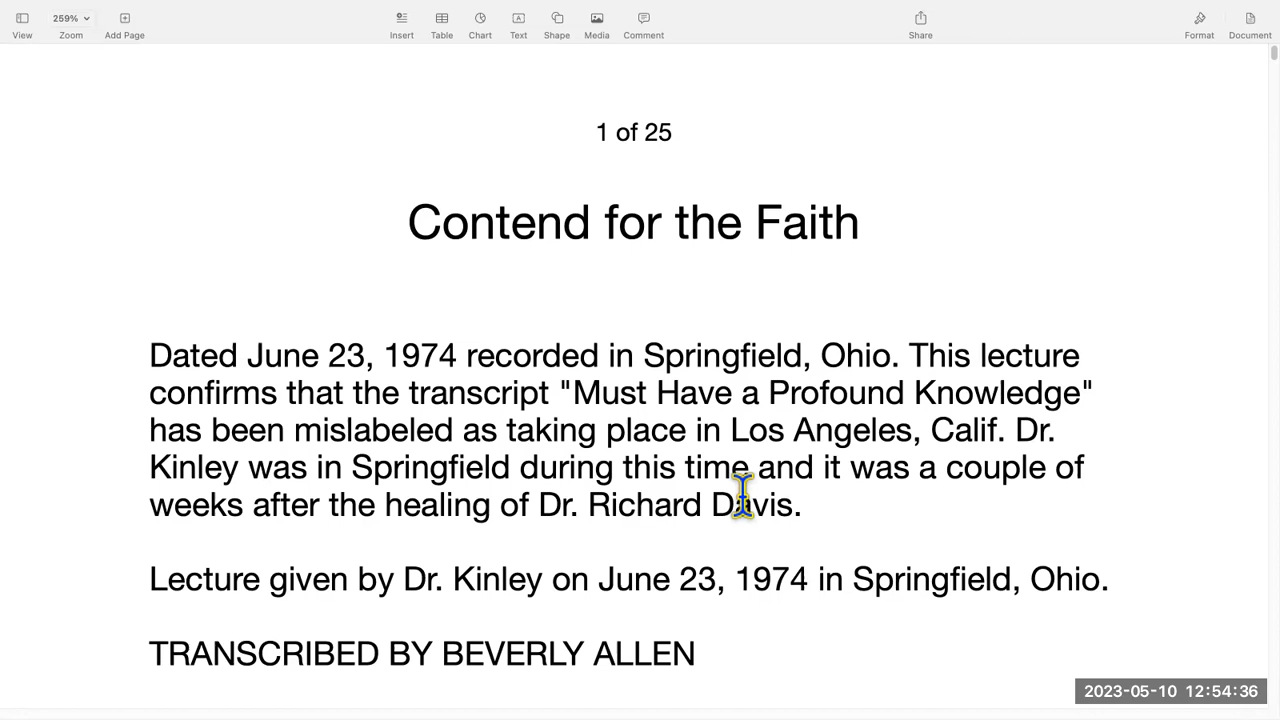 259%
View
Zoom
Add Page
Insert
Table
Chart
Text
Shape
Media
Comment
Share
Format
Document
1 of 25
Contend for the Faith
Dated June 23, 1974 recorded in Springfield, Ohio. This lecture
confirms that the transcript "Must Have a Profound Knowledge"
has been mislabeled as taking place in Los Angeles, Calif. Dr.
Kinley was in Springfield during this time and it was a couple of
weeks after the healing of Dr. Richard Davis.
Lecture given by Dr. Kinley on June 23, 1974 in Springfield, Ohio.
TRANSCRIBED BY BEVERLY ALLEN
2023-05-10 12:54:36